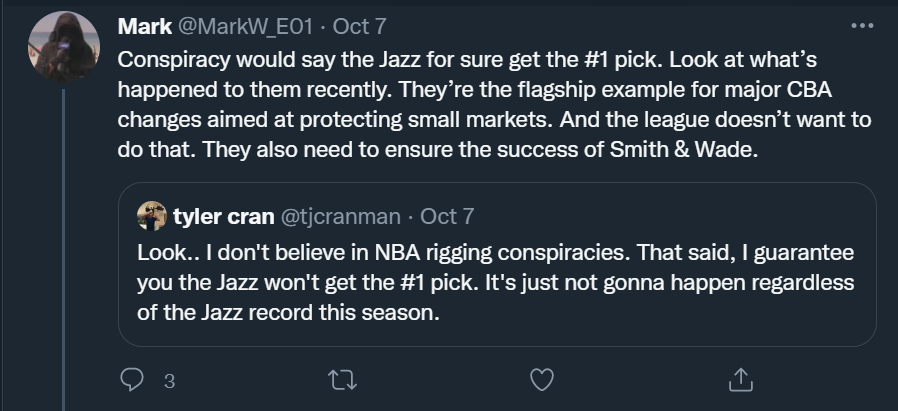 Mark @MarkW_E01 · Oct 7
Conspiracy would say the Jazz for sure get the #1 pick. Look at what’s
happened to them recently. They’re the flagship example for major CBA
changes aimed at protecting small markets. And the league doesn’t want to
do that. They also need to ensure the success of Smith & Wade.
tyler cran @tjcranman · Oct 7
Look.. I don't believe in NBA rigging conspiracies. That said, I guarantee
you the Jazz won't get the #1 pick. It's just not gonna happen regardless
of the Jazz record this season.
3